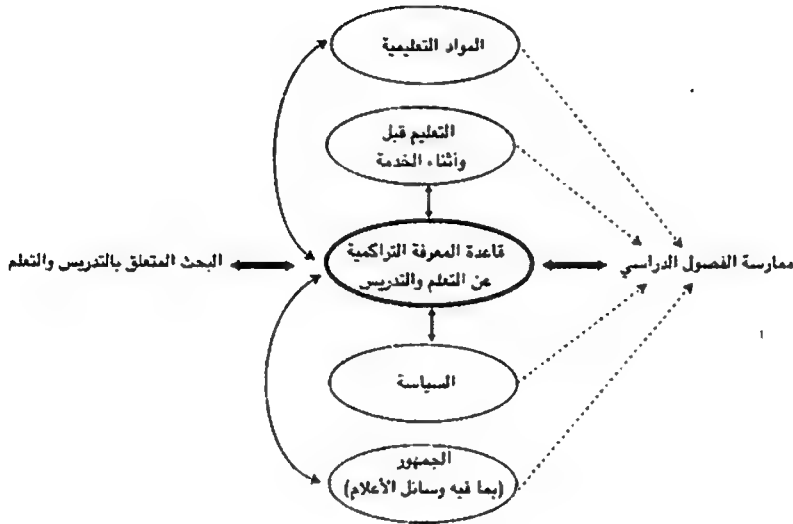 المواد التعليمية
التعليم قبل
وأثناء الخدمة
ممارسة الفصول الدراسي
قاعدة المعرفة التراكمية
عن التعلم والتدريس
البحث المتعلق بالتدريس والتعلم
السياسة
الجمهور
(بما فيه وسائل الأعلام)